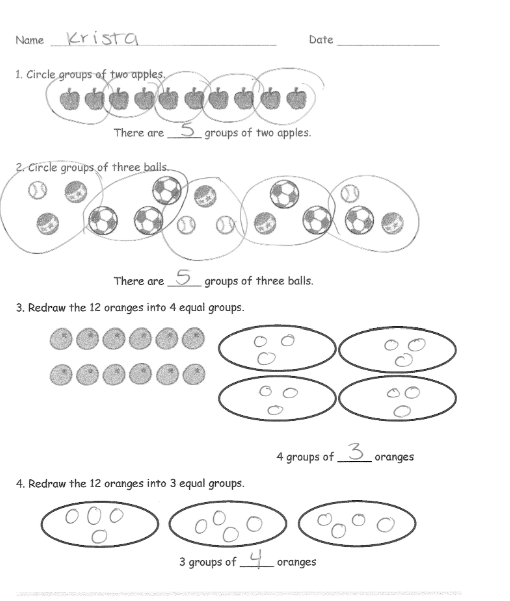 Name Krista Date
1. Circle groups of two apples.
There are 5 groups of two apples.
2. Circle groups of three balls.
There are 5 groups of three balls.
3. Redraw the 12 oranges into 4 equal groups.
4 groups of 3 oranges
4. Redraw the 12 oranges into 3 equal groups.
3 groups of 4 oranges